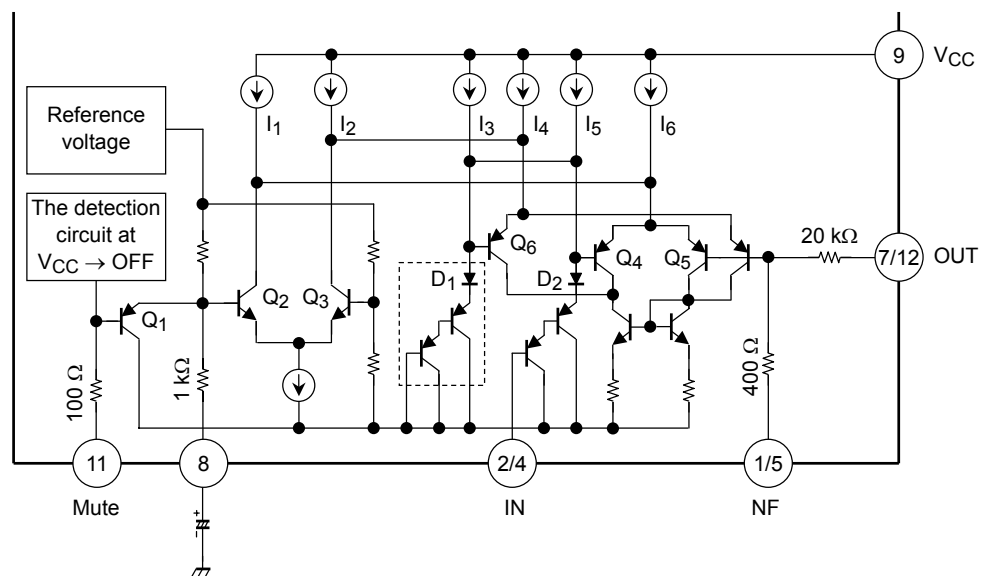 9
VCC
I1
I2
I3
I4
I5
I6
Reference
voltage
The detection
circuit at
VCC → OFF
Q1
Q2
Q3
D1
Q6
D2
Q4
Q5
20 kΩ
7/12
OUT
100 Ω
1 kΩ
400 Ω
11
8
2/4
1/5
Mute
IN
NF
+
−